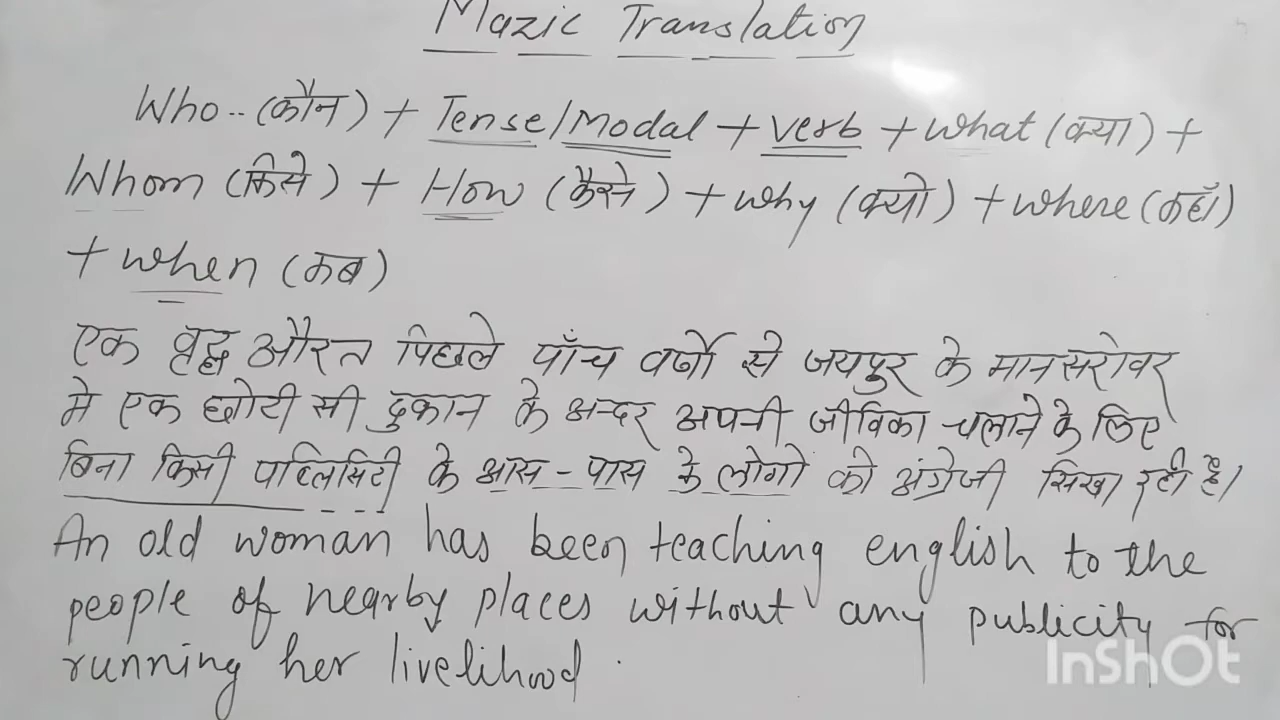 Mazic Translation
Who.. (कौन) + Tense/Modal + verb + what (क्या) +
Whom (किसे) + How (कैसे) + why (क्यो) + where (कहाँ)
+ when (कब)
एक वृद्ध औरत पिछले पाँच वर्षो से जयपुर के मानसरोवर
मे एक छोटी सी दुकान के अन्दर अपनी जीविका चलाने के लिए
बिना किसी पब्लिसिटी के आस-पास के लोगो को अंग्रेजी सिखा रही है।
An old woman has been teaching english to the
people of nearby places without any publicity for
running her livelihood.
InShOt